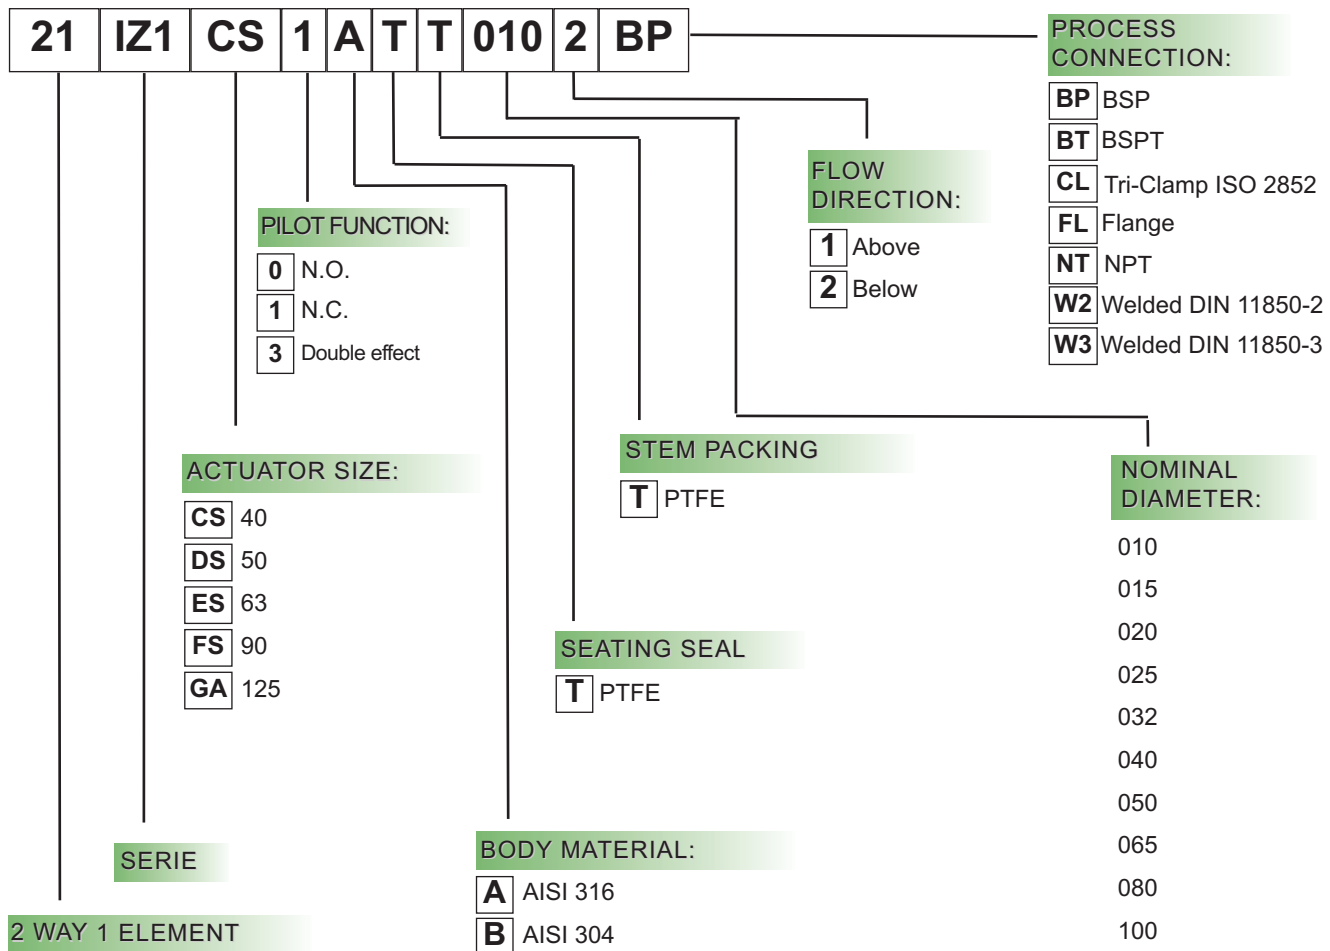 21 IZ1 CS 1 A T T 010 2 BP
PROCESS
CONNECTION:
BP BSP
BT BSPT
CL Tri-Clamp ISO 2852
FL Flange
NT NPT
W2 Welded DIN 11850-2
W3 Welded DIN 11850-3
FLOW
DIRECTION:
1 Above
2 Below
PILOT FUNCTION:
0 N.O.
1 N.C.
3 Double effect
ACTUATOR SIZE:
CS 40
DS 50
ES 63
FS 90
GA 125
STEM PACKING
T PTFE
NOMINAL
DIAMETER:
010
015
020
025
032
040
050
065
080
100
SEATING SEAL
T PTFE
SERIE
BODY MATERIAL:
A AISI 316
B AISI 304
2 WAY 1 ELEMENT